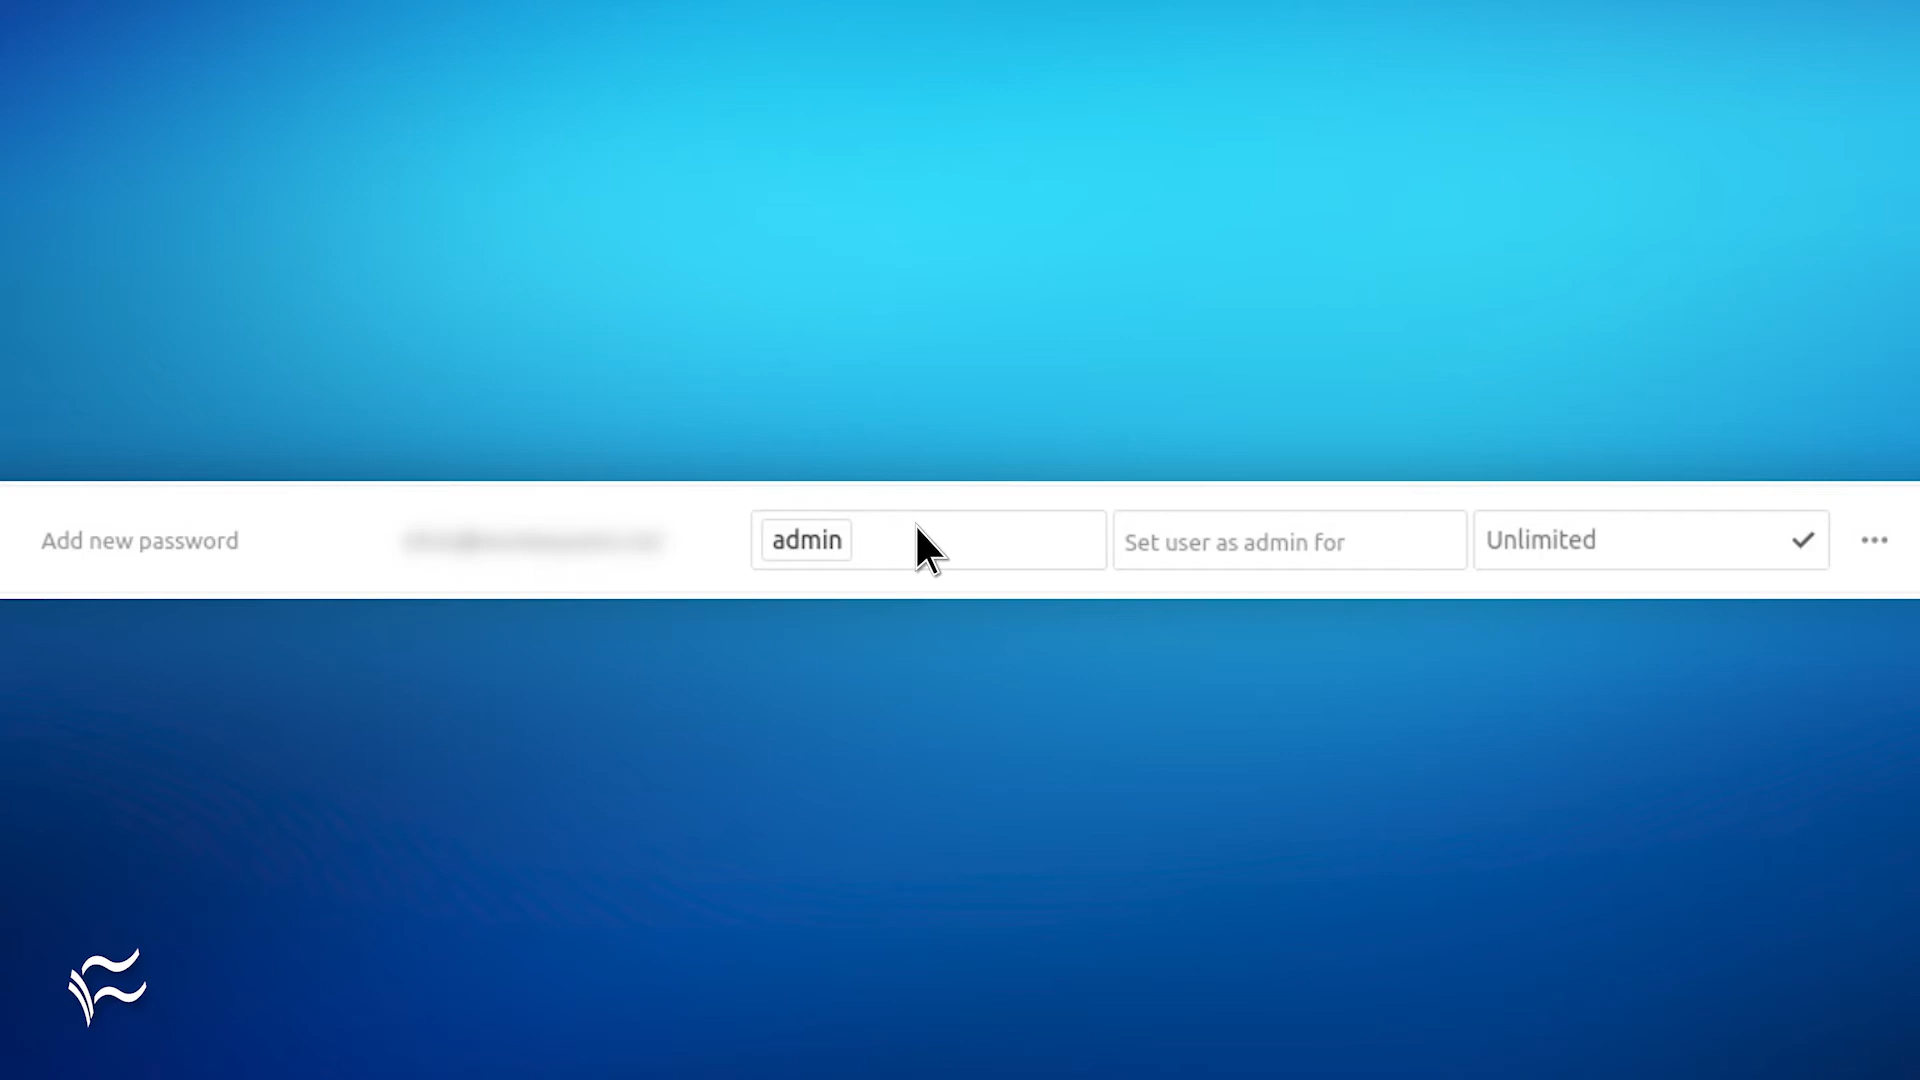 Add new password
admin
Set user as admin for
Unlimited